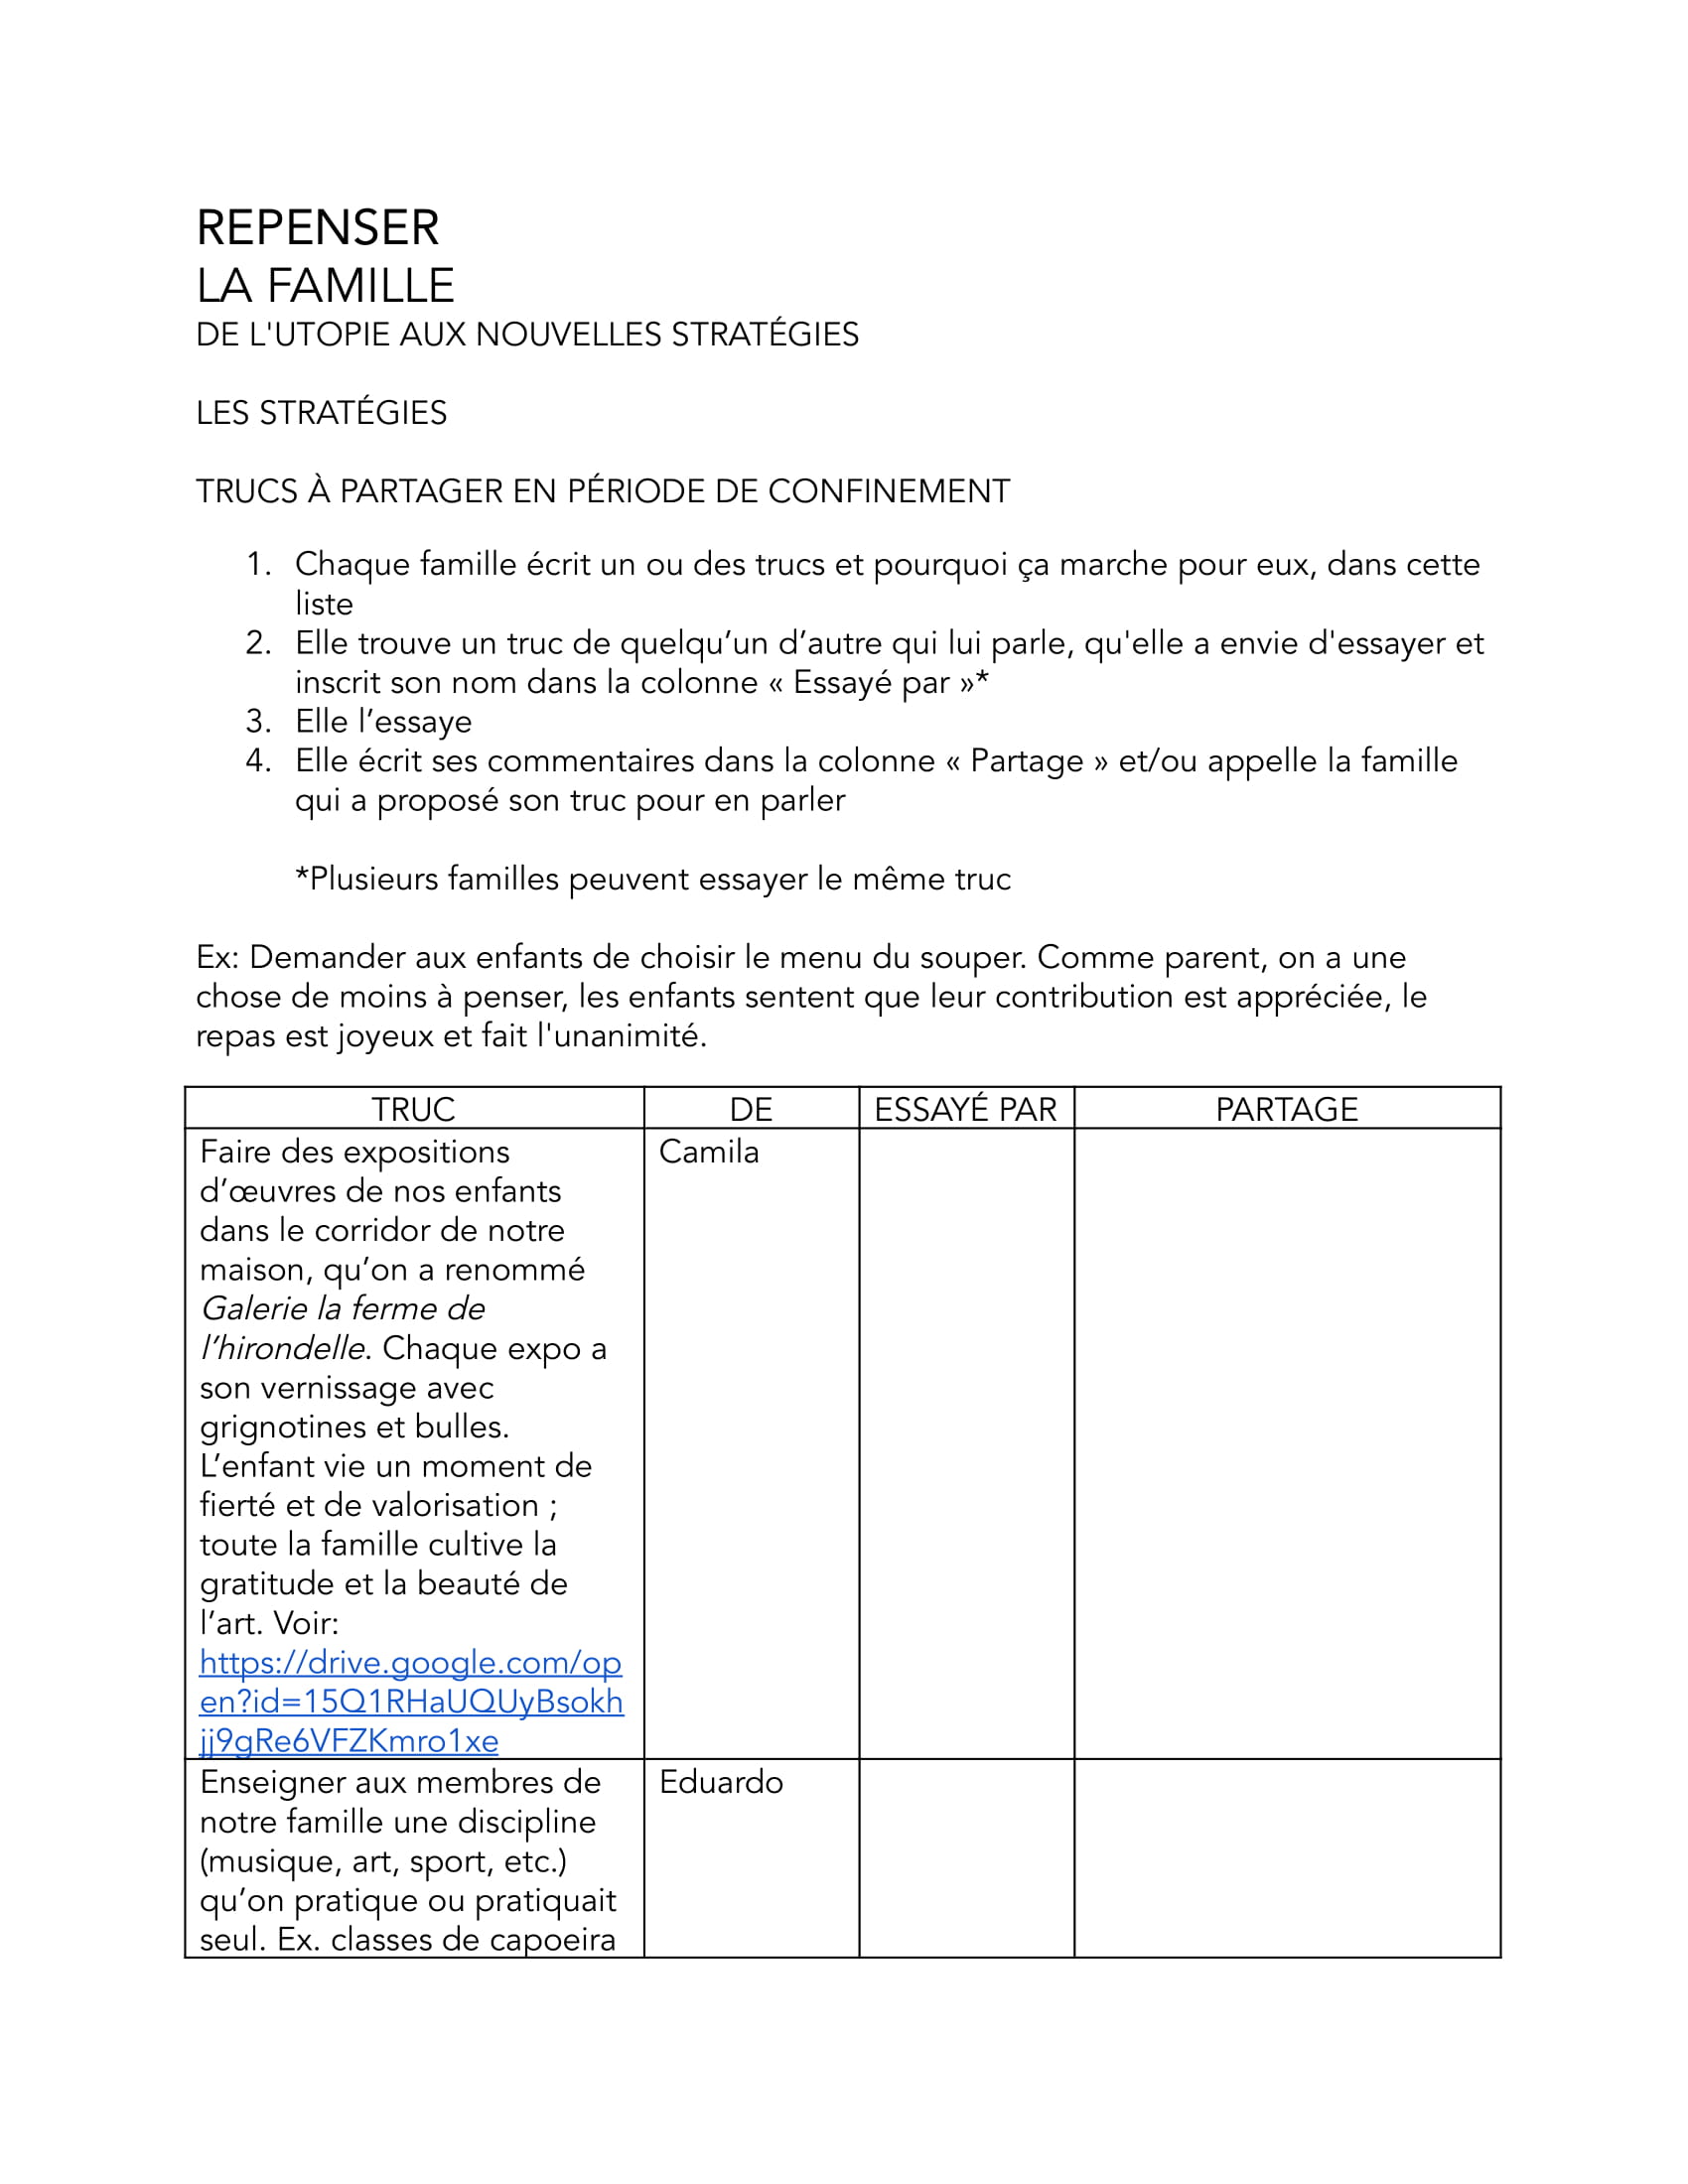 REPENSER
LA FAMILLE
DE L'UTOPIE AUX NOUVELLES STRATÉGIES
LES STRATÉGIES
TRUCS À PARTAGER EN PÉRIODE DE CONFINEMENT
1. Chaque famille écrit un ou des trucs et pourquoi ça marche pour eux, dans cette
liste
2. Elle trouve un truc de quelqu’un d’autre qui lui parle, qu'elle a envie d'essayer et
inscrit son nom dans la colonne « Essayé par »*
3. Elle l’essaye
4. Elle écrit ses commentaires dans la colonne « Partage » et/ou appelle la famille
qui a proposé son truc pour en parler
*Plusieurs familles peuvent essayer le même truc
Ex: Demander aux enfants de choisir le menu du souper. Comme parent, on a une
chose de moins à penser, les enfants sentent que leur contribution est appréciée, le
repas est joyeux et fait l'unanimité.
TRUC DE ESSAYÉ PAR PARTAGE
Faire des expositions
d’œuvres de nos enfants
dans le corridor de notre
maison, qu’on a renommé
Galerie la ferme de
l’hirondelle. Chaque expo a
son vernissage avec
grignotines et bulles.
L’enfant vie un moment de
fierté et de valorisation ;
toute la famille cultive la
gratitude et la beauté de
l’art. Voir:
https://drive.google.com/op
en?id=15Q1RHaUQUyBsokh
jj9gRe6VFZKmro1xe
Camila
Enseigner aux membres de
notre famille une discipline
(musique, art, sport, etc.)
qu’on pratique ou pratiquait
seul. Ex. classes de capoeira
Eduardo